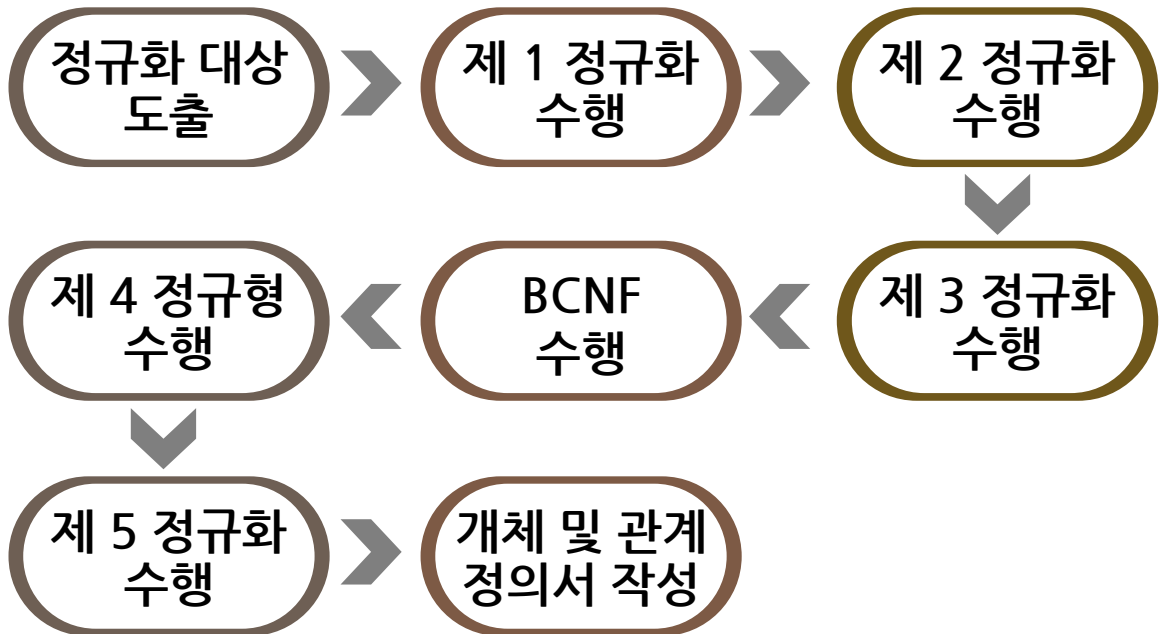 정규화 대상
도출
제 1 정규화
수행
제 2 정규화
수행
제 3 정규화
수행
BCNF
수행
제 4 정규형
수행
제 5 정규화
수행
개체 및 관계
정의서 작성